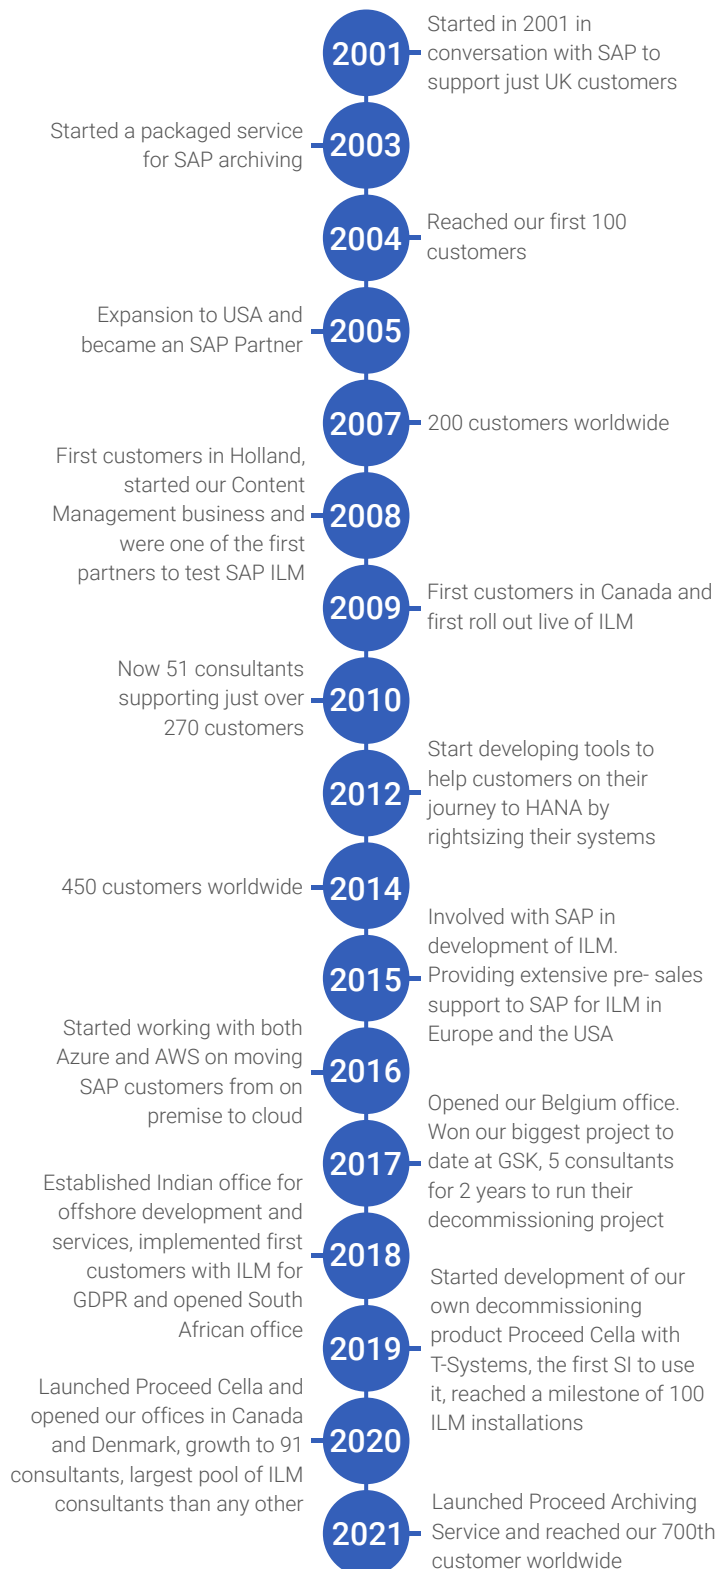 2001
Started in 2001 in
conversation with SAP to
support just UK customers
2003
Started a packaged service
for SAP archiving
2004
Reached our first 100
customers
2005
Expansion to USA and
became an SAP Partner
2007
200 customers worldwide
2008
First customers in Holland,
started our Content
Management business and
were one of the first
partners to test SAP ILM
2009
First customers in Canada and
first roll out live of ILM
2010
Now 51 consultants
supporting just over
270 customers
2012
Start developing tools to
help customers on their
journey to HANA by
rightsizing their systems
2014
450 customers worldwide
2015
Involved with SAP in
development of ILM.
Providing extensive pre- sales
support to SAP for ILM in
Europe and the USA
2016
Started working with both
Azure and AWS on moving
SAP customers from on
premise to cloud
2017
Opened our Belgium office.
Won our biggest project to
date at GSK, 5 consultants
for 2 years to run their
decommissioning project
2018
Established Indian office for
offshore development and
services, implemented first
customers with ILM for
GDPR and opened South
African office
2019
Started development of our
own decommissioning
product Proceed Cella with
T-Systems, the first SI to use
it, reached a milestone of 100
ILM installations
2020
Launched Proceed Cella and
opened our offices in Canada
and Denmark, growth to 91
consultants, largest pool of ILM
consultants than any other
2021
Launched Proceed Archiving
Service and reached our 700th
customer worldwide